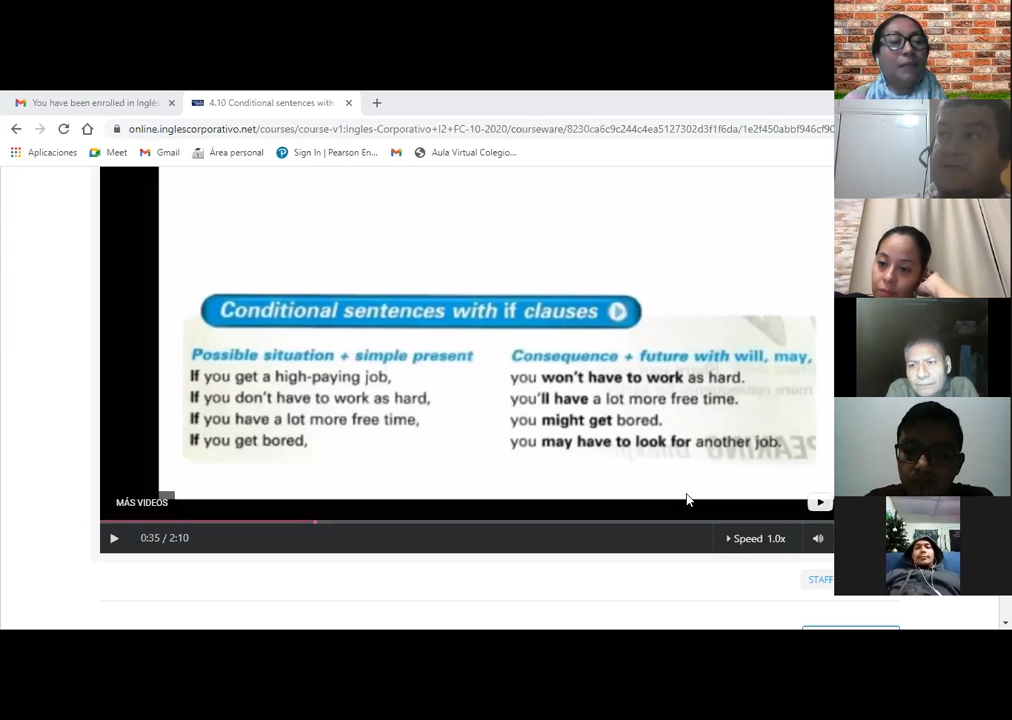 You have been enrolled in Inglés
4.10 Conditional sentences with
online.inglescorporativo.net/courses/course-v1:Ingles-Corporativo+I2+FC-10-2020/courseware/8230ca6c9c244c4ea5127302d3f1f6da/1e2f450abbf946cf90
Aplicaciones Meet Gmail Área personal Sign In | Pearson En... Aula Virtual Colegio...
Conditional sentences with if clauses
Possible situation + simple present Consequence + future with will, may,
If you get a high-paying job, you won't have to work as hard.
If you don't have to work as hard, you'll have a lot more free time.
If you have a lot more free time, you might get bored.
If you get bored, you may have to look for another job.
MÁS VIDEOS
0:35 / 2:10 Speed 1.0x
STAFF